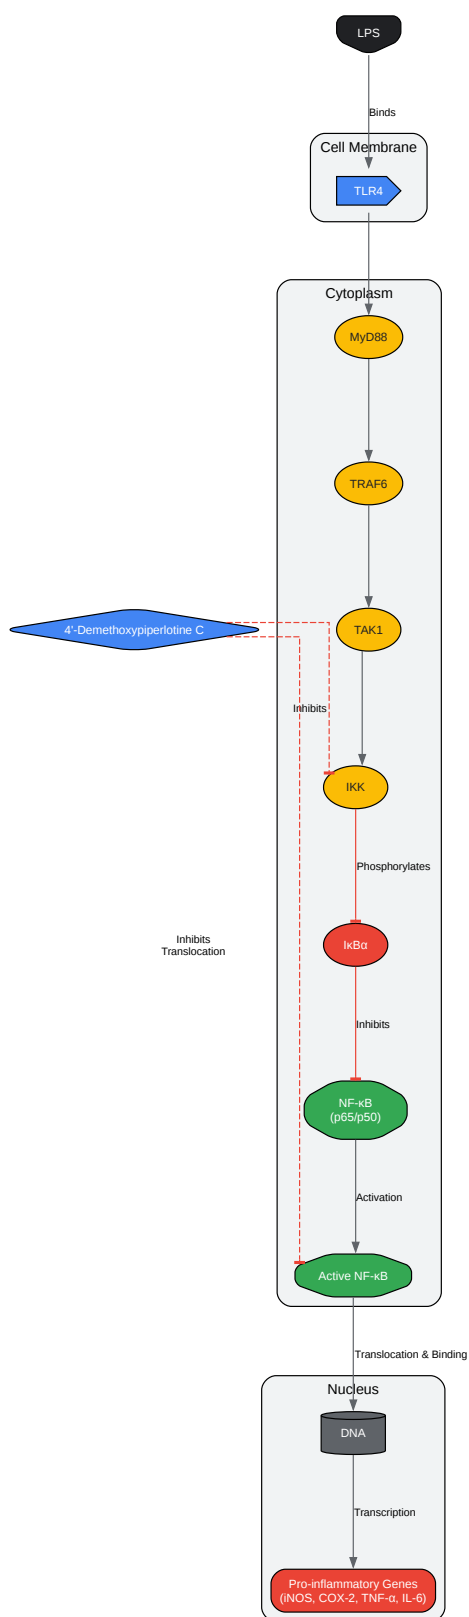 LPS
Binds
Cell Membrane
TLR4
Cytoplasm
MyD88
TRAF6
4'-Demethoxypiperlotine C
TAK1
Inhibits
IKK
Phosphorylates
Inhibits
Translocation
IκBα
Inhibits
NF-κB
(p65/p50)
Activation
Active NF-κB
Translocation & Binding
Nucleus
DNA
Transcription
Pro-inflammatory Genes
(iNOS, COX-2, TNF-α, IL-6)